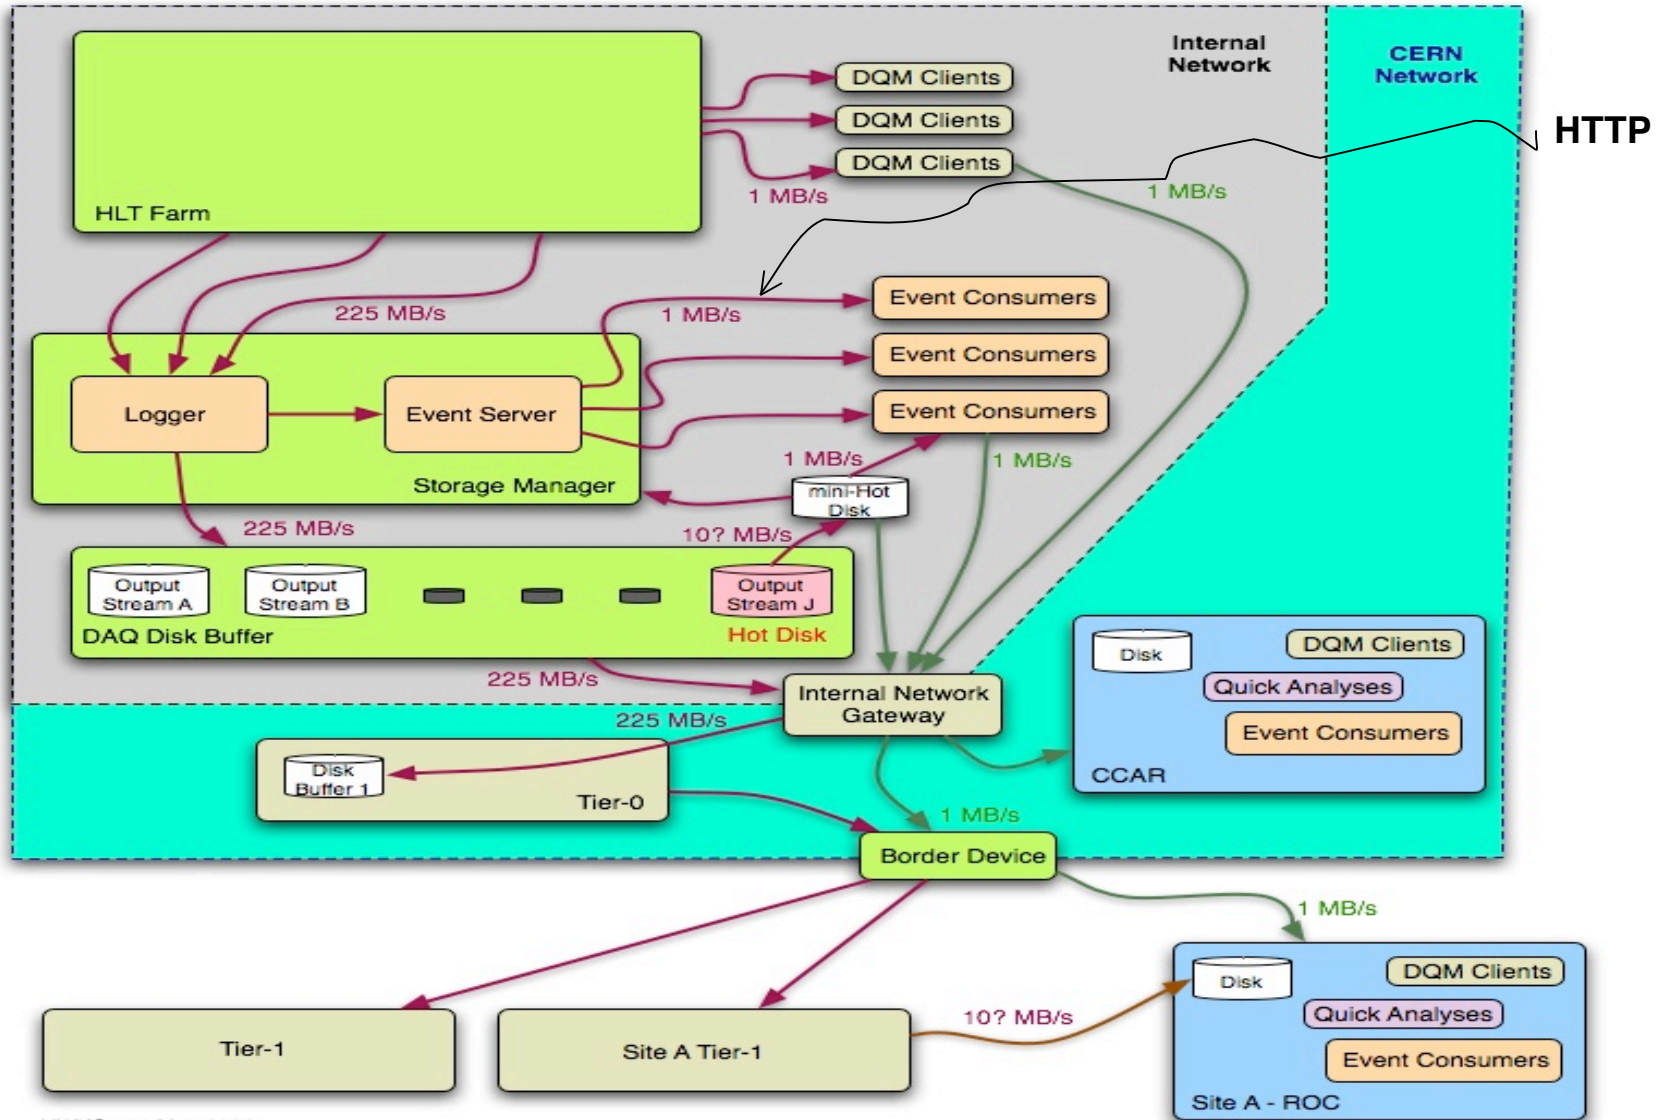 Internal
Network
CERN
Network
HTTP
DQM Clients
DQM Clients
DQM Clients
1 MB/s
1 MB/s
HLT Farm
225 MB/s
1 MB/s
Event Consumers
Event Consumers
Event Consumers
Logger
Event Server
Storage Manager
1 MB/s
1 MB/s
mini-Hot
Disk
225 MB/s
10? MB/s
Output
Stream A
Output
Stream B
Output
Stream J
DAQ Disk Buffer
Hot Disk
225 MB/s
Internal Network
Gateway
225 MB/s
Disk
DQM Clients
Quick Analyses
Event Consumers
CCAR
Disk
Buffer 1
Tier-0
1 MB/s
Border Device
1 MB/s
Tier-1
Site A Tier-1
10? MB/s
Disk
DQM Clients
Quick Analyses
Event Consumers
Site A - ROC